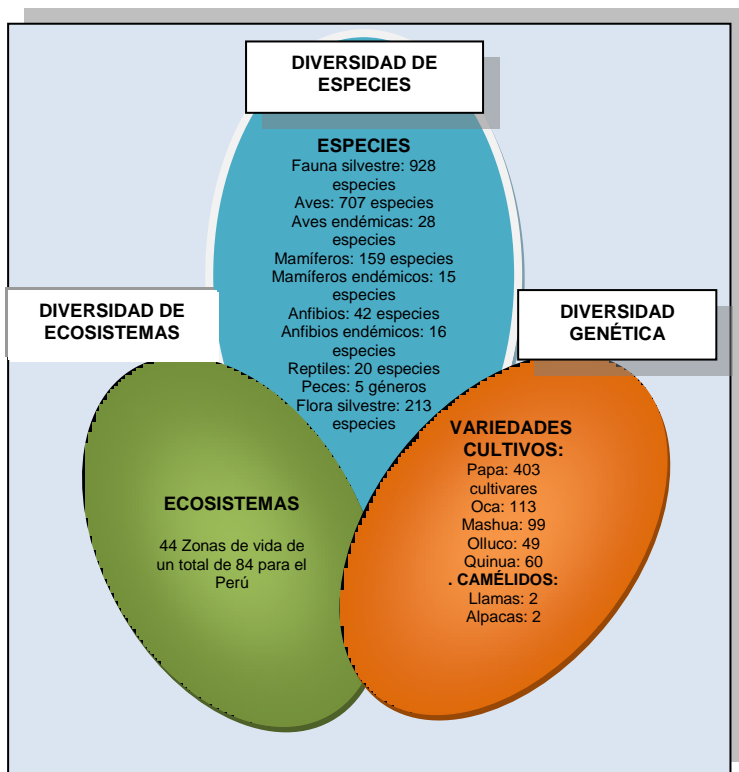 DIVERSIDAD DE
ESPECIES
ESPECIES
Fauna silvestre: 928
especies
Aves: 707 especies
Aves endémicas: 28
especies
Mamíferos: 159 especies
Mamíferos endémicos: 15
especies
Anfibios: 42 especies
Anfibios endémicos: 16
especies
Reptiles: 20 especies
Peces: 5 géneros
Flora silvestre: 213
especies
DIVERSIDAD DE
ECOSISTEMAS
ECOSISTEMAS
44 Zonas de vida de
un total de 84 para el
Perú
DIVERSIDAD
GENÉTICA
VARIEDADES
CULTIVOS:
Papa: 403
cultivares
Oca: 113
Mashua: 99
Olluco: 49
Quinua: 60
. CAMÉLIDOS:
Llamas: 2
Alpacas: 2